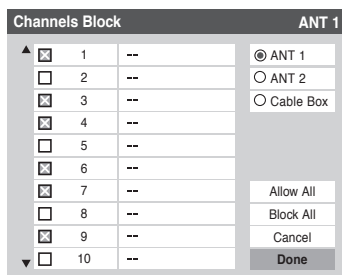 Channels Block ANT 1
1 -- ANT 1
2 -- ANT 2
3 -- Cable Box
4 --
5 --
6 --
7 -- Allow All
8 -- Block All
9 -- Cancel
10 -- Done